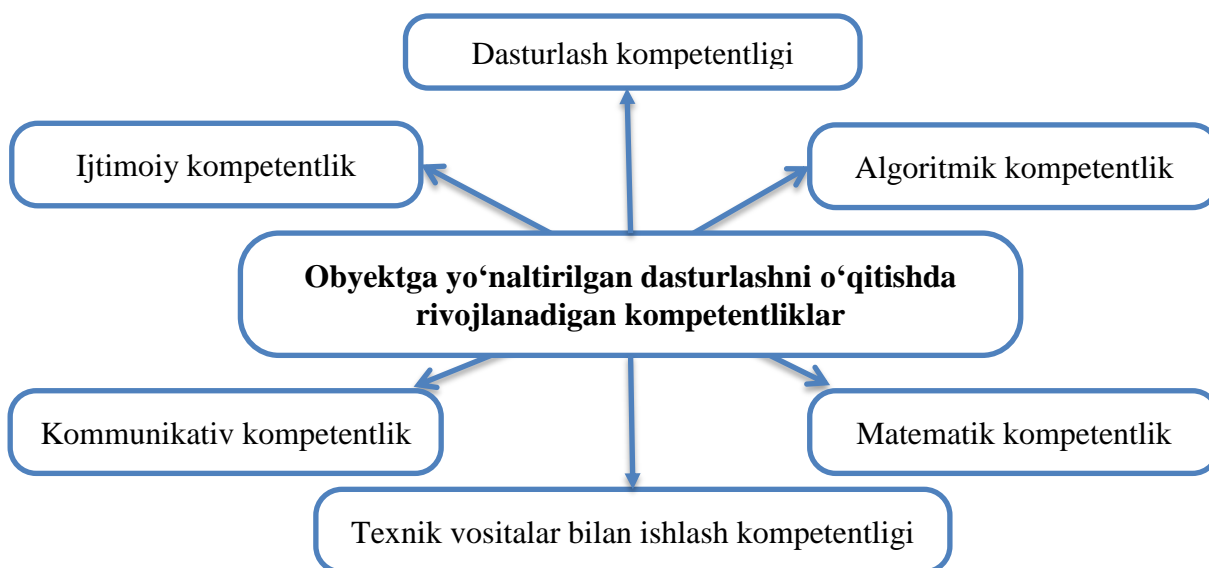 Dasturlash kompetentligi
Ijtimoiy kompetentlik
Algoritmik kompetentlik
Obyektga yo‘naltirilgan dasturlashni o‘qitishda
rivojlanadigan kompetentliklar
Kommunikativ kompetentlik
Matematik kompetentlik
Texnik vositalar bilan ishlash kompetentligi